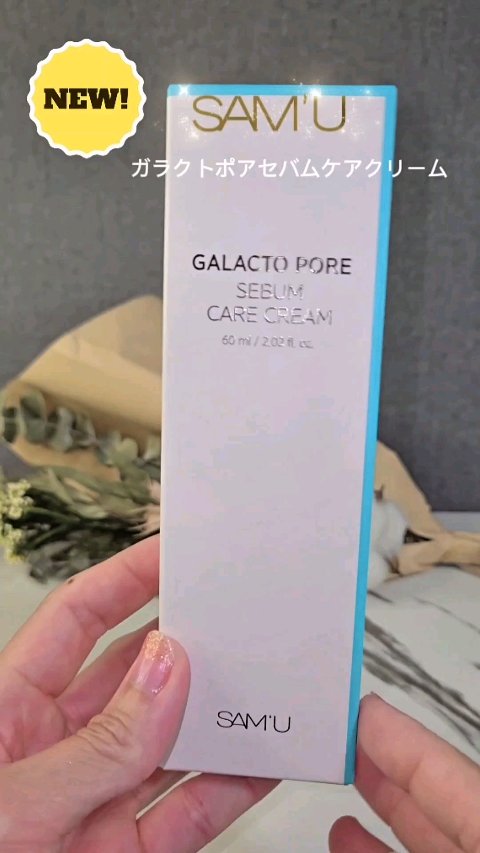 NEW!
SAM'U
ガラクトポアセバムケアクリーム
GALACTO PORE
SEBUM
CARE CREAM
60 ml / 2.02 fl. oz.
SAM'U